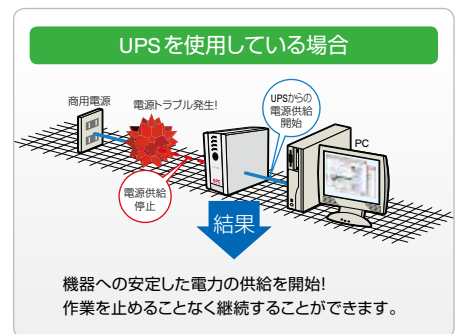 UPSを使用している場合
商用電源
電源トラブル発生!
UPSからの
電源供給
開始
PC
APC
電源供給
停止
結果
機器への安定した電力の供給を開始!
作業を止めることなく継続することができます。